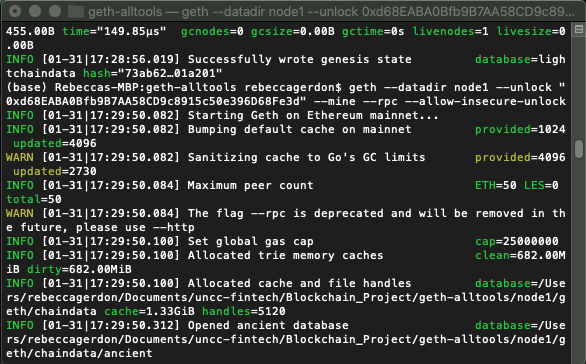 geth-alltools — geth --datadir node1 --unlock 0xd68EABA0Bfb9B7AA58CD9c89...
455.00B time="149.85µs" gcnodes=0 gcsize=0.00B gctime=0s livenodes=1 livesize=0
.00B
INFO [01-31|17:28:56.019] Successfully wrote genesis state database=ligh
tchaindata hash="73ab62…01a201"
(base) Rebeccas-MBP:geth-alltools rebeccagerdon$ geth --datadir node1 --unlock "
0xd68EABA0Bfb9B7AA58CD9c8915c50e396D68Fe3d" --mine --rpc --allow-insecure-unlock
INFO [01-31|17:29:50.082] Starting Geth on Ethereum mainnet...
INFO [01-31|17:29:50.082] Bumping default cache on mainnet provided=1024
updated=4096
WARN [01-31|17:29:50.082] Sanitizing cache to Go's GC limits provided=4096
updated=2730
INFO [01-31|17:29:50.084] Maximum peer count ETH=50 LES=0
total=50
WARN [01-31|17:29:50.084] The flag --rpc is deprecated and will be removed in th
e future, please use --http
INFO [01-31|17:29:50.100] Set global gas cap cap=25000000
INFO [01-31|17:29:50.100] Allocated trie memory caches clean=682.00M
iB dirty=682.00MiB
INFO [01-31|17:29:50.100] Allocated cache and file handles database=/Use
rs/rebeccagerdon/Documents/uncc-fintech/Blockchain_Project/geth-alltools/node1/g
eth/chaindata cache=1.33GiB handles=5120
INFO [01-31|17:29:50.312] Opened ancient database database=/Use
rs/rebeccagerdon/Documents/uncc-fintech/Blockchain_Project/geth-alltools/node1/g
eth/chaindata/ancient